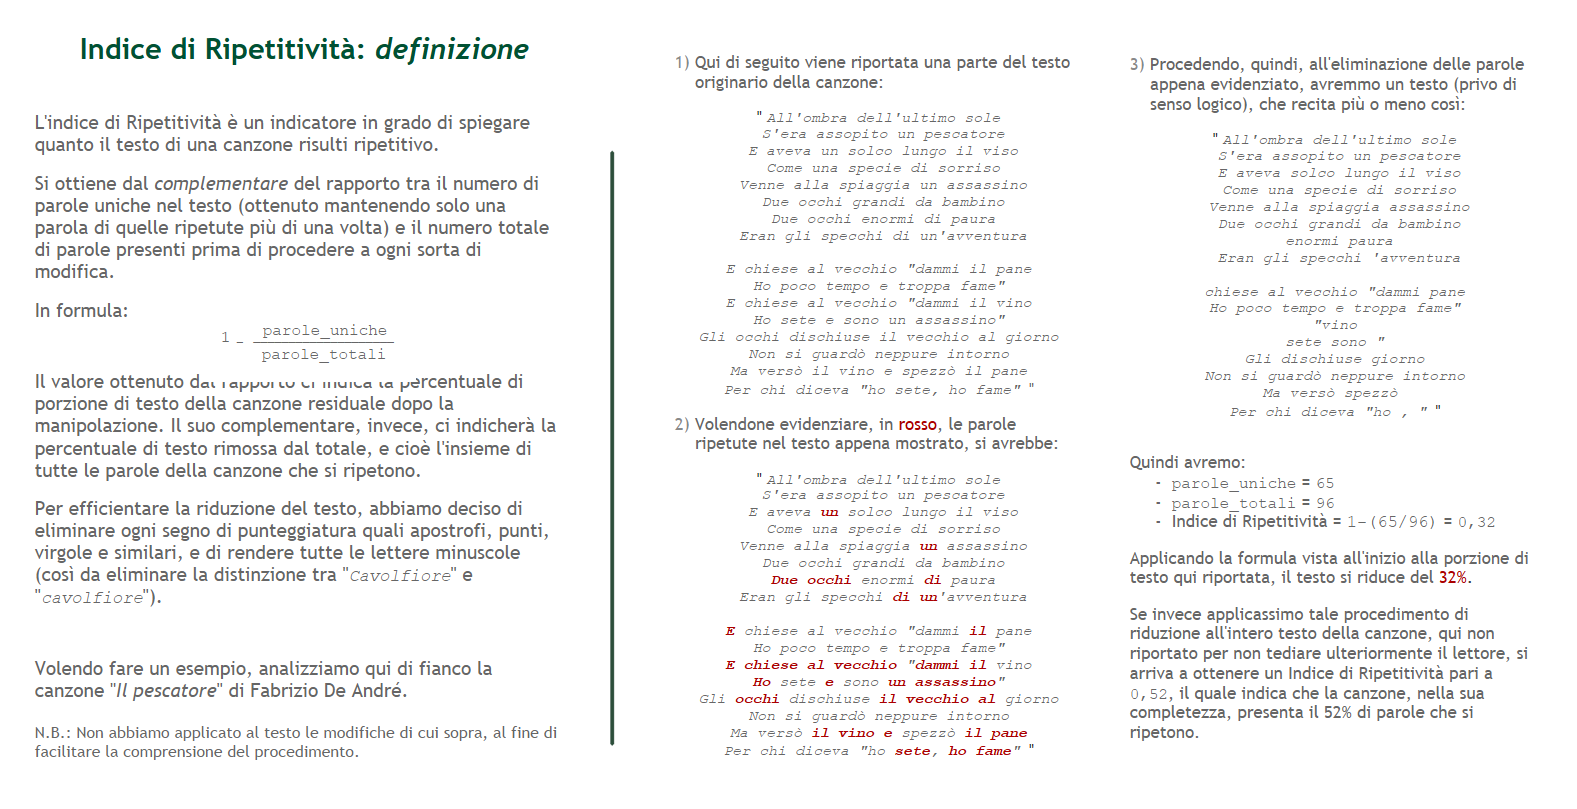 Indice di Ripetitività: definizione
L'indice di Ripetitività è un indicatore in grado di spiegare
quanto il testo di una canzone risulti ripetitivo.
Si ottiene dal complementare del rapporto tra il numero di
parole uniche nel testo (ottenuto mantenendo solo una
parola di quelle ripetute più di una volta) e il numero totale
di parole presenti prima di procedere a ogni sorta di
modifica.
In formula:
1 - parole_uniche
parole_totali
Il valore ottenuto dal rapporto ci indica la percentuale di
porzione di testo della canzone residuale dopo la
manipolazione. Il suo complementare, invece, ci indicherà la
percentuale di testo rimossa dal totale, e cioè l'insieme di
tutte le parole della canzone che si ripetono.
Per efficientare la riduzione del testo, abbiamo deciso di
eliminare ogni segno di punteggiatura quali apostrofi, punti,
virgole e similari, e di rendere tutte le lettere minuscole
(così da eliminare la distinzione tra "Cavolfiore" e
"cavolfiore").
Volendo fare un esempio, analizziamo qui di fianco la
canzone "Il pescatore" di Fabrizio De André.
N.B.: Non abbiamo applicato al testo le modifiche di cui sopra, al fine di
facilitare la comprensione del procedimento.
1) Qui di seguito viene riportata una parte del testo
originario della canzone:
" All'ombra dell'ultimo sole
S'era assopito un pescatore
E aveva un solco lungo il viso
Come una specie di sorriso
Venne alla spiaggia un assassino
Due occhi grandi da bambino
Due occhi enormi di paura
Eran gli specchi di un'avventura
E chiese al vecchio "dammi il pane
Ho poco tempo e troppa fame"
E chiese al vecchio "dammi il vino
Ho sete e sono un assassino"
Gli occhi dischiuse il vecchio al giorno
Non si guardò neppure intorno
Ma versò il vino e spezzò il pane
Per chi diceva "ho sete, ho fame" "
2) Volendone evidenziare, in rosso, le parole
ripetute nel testo appena mostrato, si avrebbe:
" All'ombra dell'ultimo sole
S'era assopito un pescatore
E aveva un solco lungo il viso
Come una specie di sorriso
Venne alla spiaggia un assassino
Due occhi grandi da bambino
Due occhi enormi di paura
Eran gli specchi di un'avventura
E chiese al vecchio "dammi il pane
Ho poco tempo e troppa fame"
E chiese al vecchio "dammi il vino
Ho sete e sono un assassino"
Gli occhi dischiuse il vecchio al giorno
Non si guardò neppure intorno
Ma versò il vino e spezzò il pane
Per chi diceva "ho sete, ho fame" "
3) Procedendo, quindi, all'eliminazione delle parole
appena evidenziato, avremmo un testo (privo di
senso logico), che recita più o meno così:
" All'ombra dell'ultimo sole
S'era assopito un pescatore
E aveva solco lungo il viso
Come una specie di sorriso
Venne alla spiaggia assassino
Due occhi grandi da bambino
enormi paura
Eran gli specchi 'avventura
chiese al vecchio "dammi pane
Ho poco tempo e troppa fame"
"vino
sete sono "
Gli dischiuse giorno
Non si guardò neppure intorno
Ma versò spezzò
Per chi diceva "ho , " "
Quindi avremo:
- parole_uniche = 65
- parole_totali = 96
- Indice di Ripetitività = 1-(65/96) = 0,32
Applicando la formula vista all'inizio alla porzione di
testo qui riportata, il testo si riduce del 32%.
Se invece applicassimo tale procedimento di
riduzione all'intero testo della canzone, qui non
riportato per non tediare ulteriormente il lettore, si
arriva a ottenere un Indice di Ripetitività pari a
0,52, il quale indica che la canzone, nella sua
completezza, presenta il 52% di parole che si
ripetono.